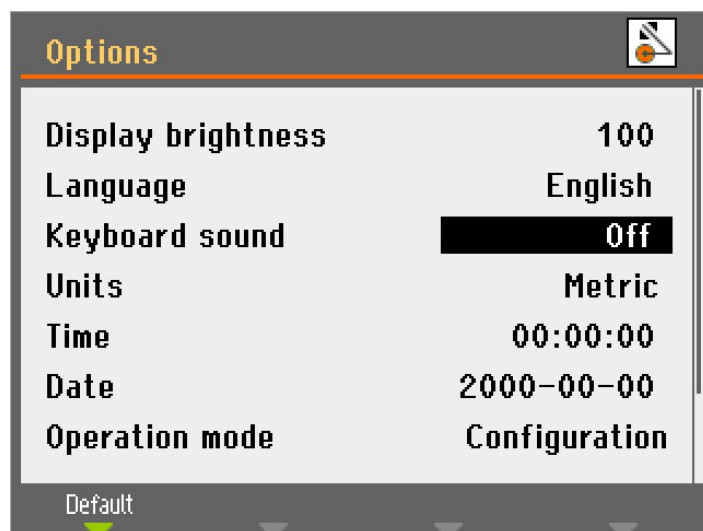 Options
Display brightness 100
Language English
Keyboard sound Off
Units Metric
Time 00:00:00
Date 2000-00-00
Operation mode Configuration
Default